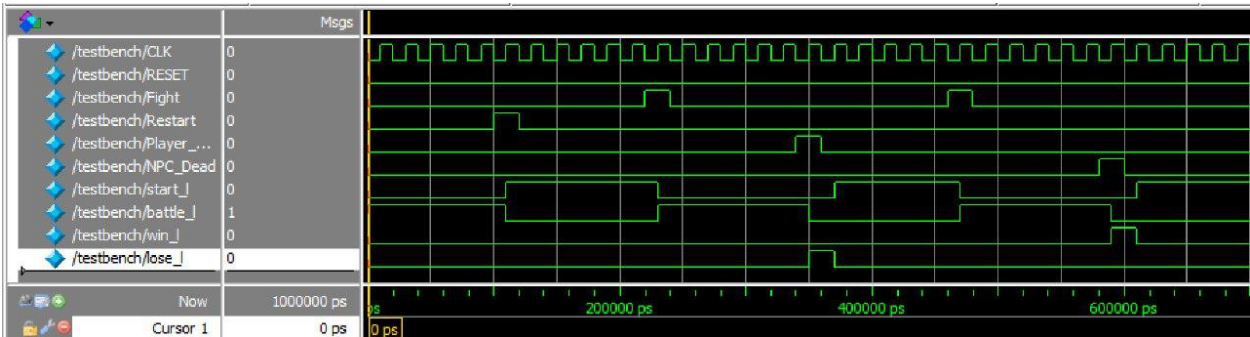 Msgs
/testbench/CLK 0
/testbench/RESET 0
/testbench/Fight 0
/testbench/Restart 0
/testbench/Player_... 0
/testbench/NPC_Dead 0
/testbench/start_l 0
/testbench/battle_l 1
/testbench/win_l 0
/testbench/lose_l 0
Now 1000000 ps ps 200000 ps 400000 ps 600000 ps
Cursor 1 0 ps 0 ps